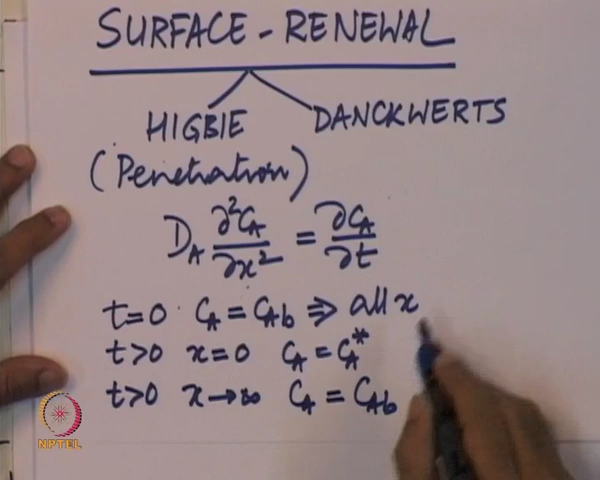 SURFACE-RENEWAL
HIGBIE DANCKWERTS
(Penetration)
D_A ∂²C_A/∂x² = ∂C_A/∂t
t=0 C_A = C_Ab ⇒ all x
t>0 x=0 C_A = C_A*
t>0 x→∞ C_A = C_Ab
NPTEL